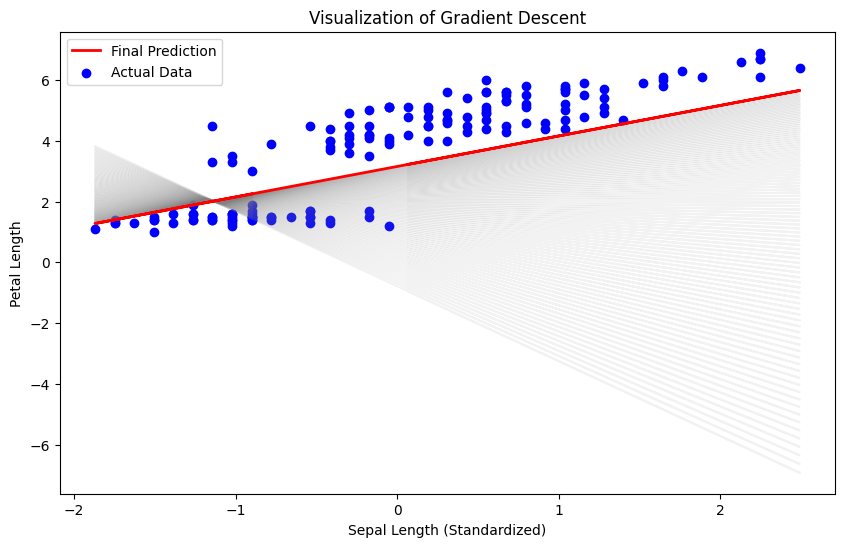 Visualization of Gradient Descent
Final Prediction
Actual Data
6
4
2
0
−2
−4
−6
Petal Length
−2
−1
0
1
2
Sepal Length (Standardized)